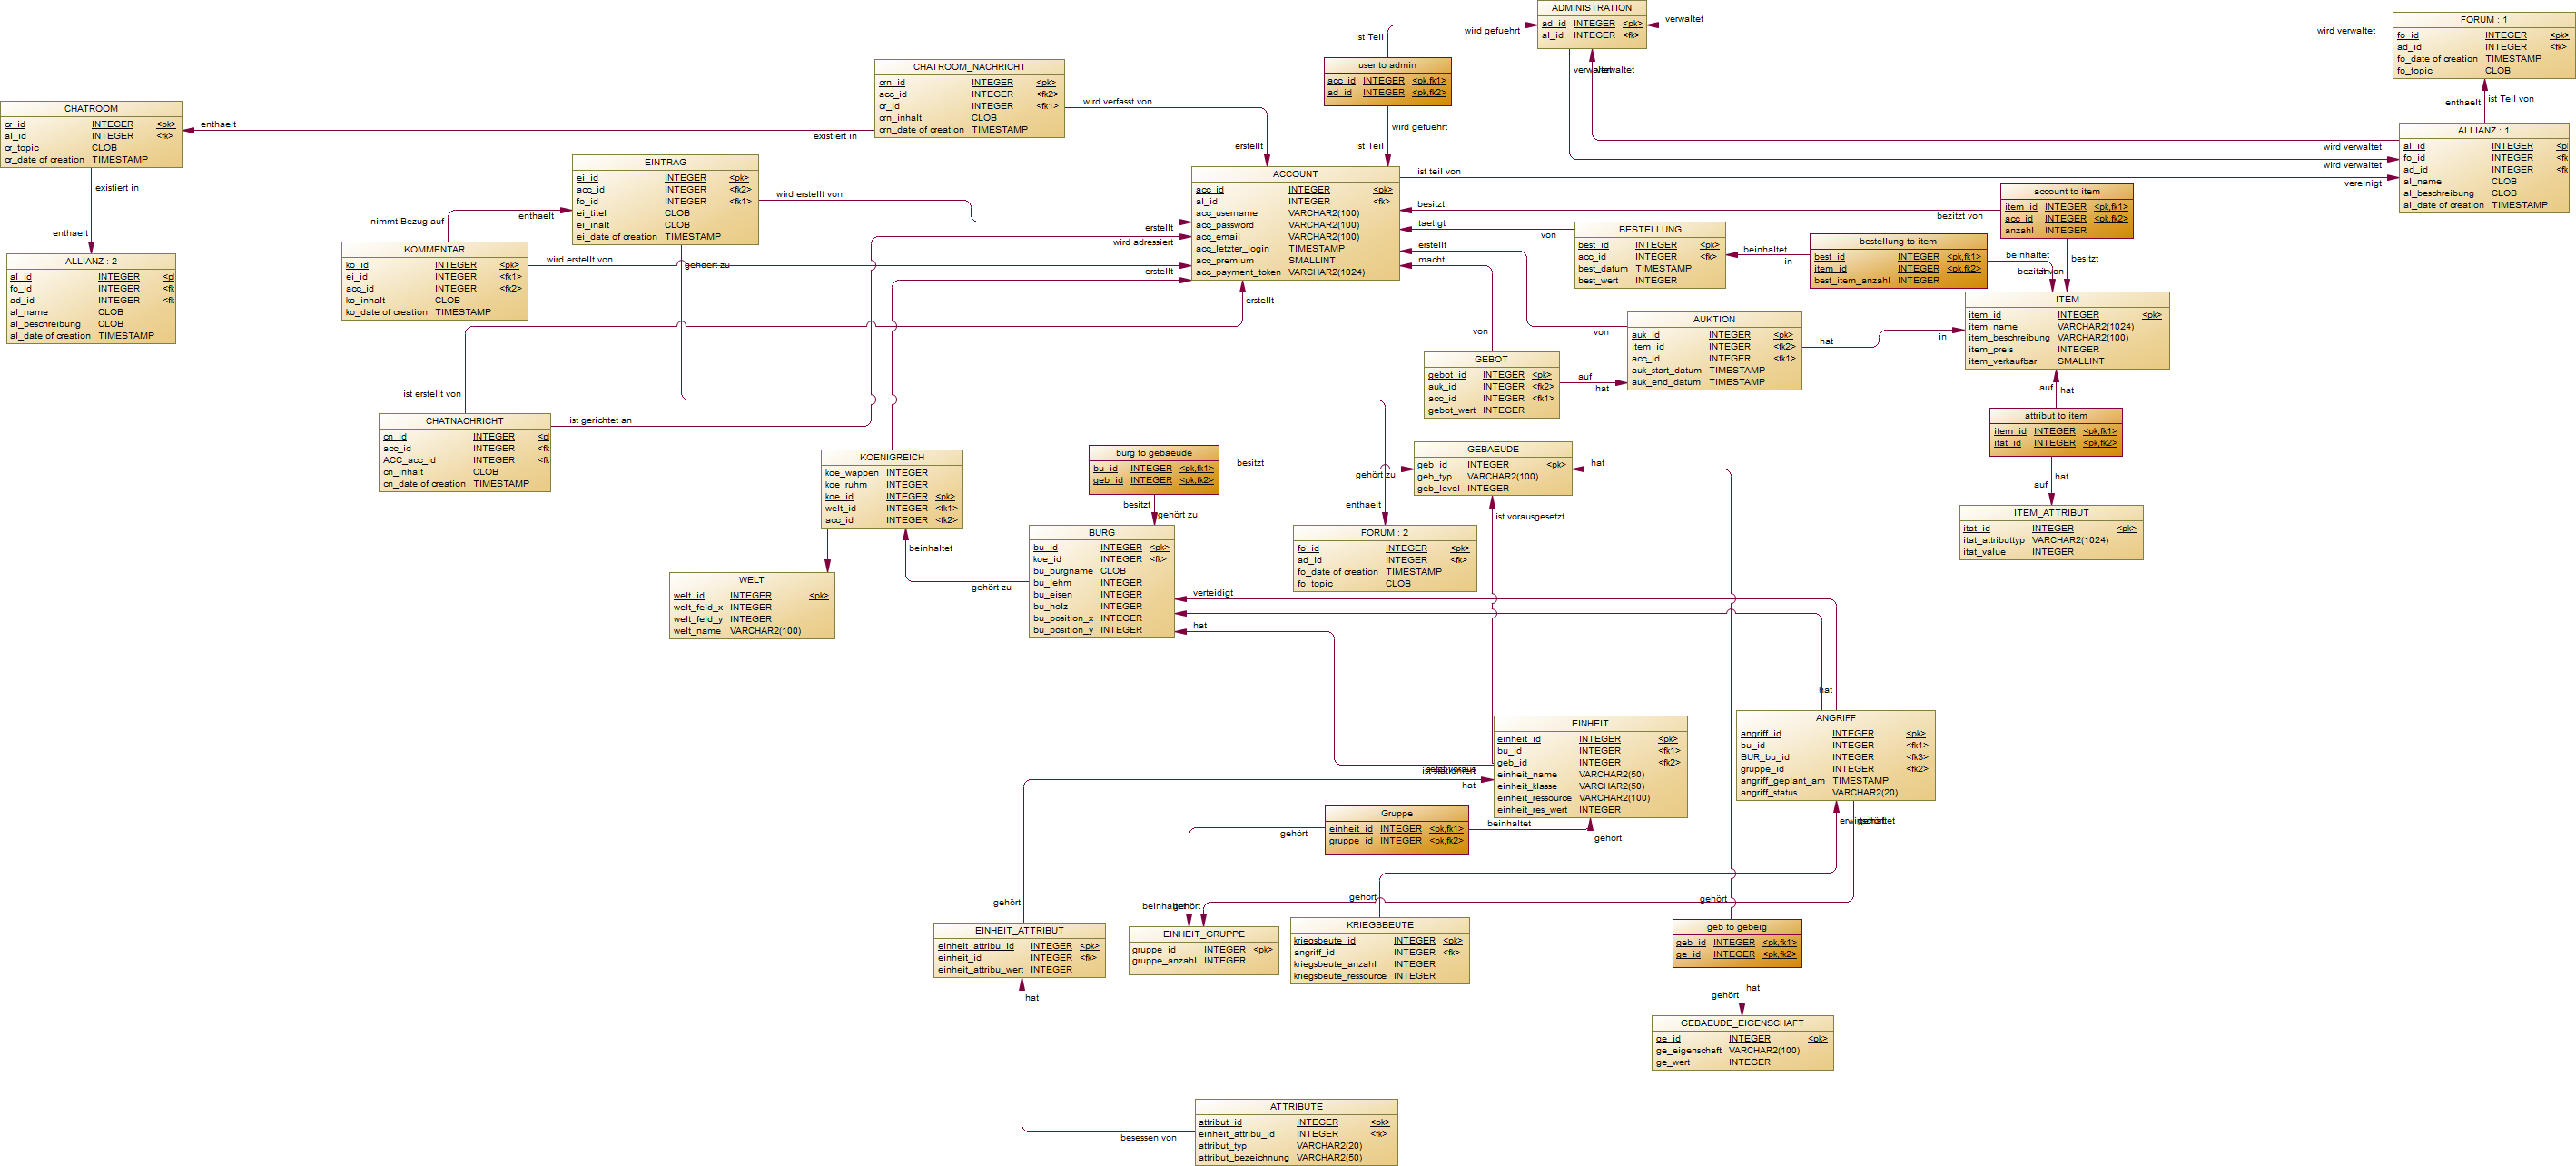 ADMINISTRATION
ad_id INTEGER <pk>
al_id INTEGER <fk>
verwaltet
wird verwaltet
FORUM : 1
fo_id INTEGER <pk>
ad_id INTEGER <fk>
fo_date of creation TIMESTAMP
fo_topic CLOB
ist Teil
wird gefuehrt
user to admin
acc_id INTEGER <pk,fk1>
ad_id INTEGER <pk,fk2>
wird gefuehrt
ist Teil
verwaltet
enthaelt
ist Teil von
CHATROOM_NACHRICHT
crn_id INTEGER <pk>
acc_id INTEGER <fk2>
cr_id INTEGER <fk1>
crn_inhalt CLOB
crn_date of creation TIMESTAMP
wird verfasst von
erstellt
CHATROOM
cr_id INTEGER <pk>
al_id INTEGER <fk>
cr_topic CLOB
cr_date of creation TIMESTAMP
enthaelt
existiert in
existiert in
enthaelt
ALLIANZ : 1
al_id INTEGER <pl
fo_id INTEGER <fk
ad_id INTEGER <fk
al_name CLOB
al_beschreibung CLOB
al_date of creation TIMESTAMP
wird verwaltet
wird verwaltet
ist teil von
vereinigt
EINTRAG
ei_id INTEGER <pk>
acc_id INTEGER <fk2>
fo_id INTEGER <fk1>
ei_titel CLOB
ei_inalt CLOB
ei_date of creation TIMESTAMP
wird erstellt von
erstellt
gehoert zu
ACCOUNT
acc_id INTEGER <pk>
al_id INTEGER <fk>
acc_username VARCHAR2(100)
acc_password VARCHAR2(100)
acc_email VARCHAR2(100)
acc_letzter_login TIMESTAMP
acc_premium SMALLINT
acc_payment_token VARCHAR2(1024)
wird adressiert
erstellt
erstellt
besitzt
bezitzt von
taetigt
von
erstellt
von
macht
von
account to item
item_id INTEGER <pk,fk1>
acc_id INTEGER <pk,fk2>
anzahl INTEGER
besitzt
BESTELLUNG
best_id INTEGER <pk>
acc_id INTEGER <fk>
best_datum TIMESTAMP
best_wert INTEGER
beinhaltet
in
bestellung to item
best_id INTEGER <pk,fk1>
item_id INTEGER <pk,fk2>
best_item_anzahl INTEGER
beinhaltet
nimmt Bezug auf
enthaelt
KOMMENTAR
ko_id INTEGER <pk>
ei_id INTEGER <fk1>
acc_id INTEGER <fk2>
ko_inhalt CLOB
ko_date of creation TIMESTAMP
wird erstellt von
ALLIANZ : 2
al_id INTEGER <pl
fo_id INTEGER <fk
ad_id INTEGER <fk
al_name CLOB
al_beschreibung CLOB
al_date of creation TIMESTAMP
ITEM
item_id INTEGER <pk>
item_name VARCHAR2(1024)
item_beschreibung VARCHAR2(100)
item_preis INTEGER
item_verkaufbar SMALLINT
AUKTION
auk_id INTEGER <pk>
item_id INTEGER <fk2>
acc_id INTEGER <fk1>
auk_start_datum TIMESTAMP
auk_end_datum TIMESTAMP
hat
in
GEBOT
gebot_id INTEGER <pk>
auk_id INTEGER <fk2>
acc_id INTEGER <fk1>
gebot_wert INTEGER
auf
hat
auf
hat
attribut to item
item_id INTEGER <pk,fk1>
itat_id INTEGER <pk,fk2>
hat
auf
ITEM_ATTRIBUT
itat_id INTEGER <pk>
itat_attributtyp VARCHAR2(1024)
itat_value INTEGER
ist erstellt von
CHATNACHRICHT
cn_id INTEGER <pl
acc_id INTEGER <fk
ACC_acc_id INTEGER <fk
cn_inhalt CLOB
cn_date of creation TIMESTAMP
ist gerichtet an
KOENIGREICH
koe_wappen INTEGER
koe_ruhm INTEGER
koe_id INTEGER <pk>
welt_id INTEGER <fk1>
acc_id INTEGER <fk2>
beinhaltet
gehört zu
burg to gebaeude
bu_id INTEGER <pk,fk1>
geb_id INTEGER <pk,fk2>
besitzt
gehört zu
besitzt
gehört zu
GEBAEUDE
geb_id INTEGER <pk>
geb_typ VARCHAR2(100)
geb_level INTEGER
hat
ist vorausgesetzt
enthaelt
FORUM : 2
fo_id INTEGER <pk>
ad_id INTEGER <fk>
fo_date of creation TIMESTAMP
fo_topic CLOB
BURG
bu_id INTEGER <pk>
koe_id INTEGER <fk>
bu_burgname CLOB
bu_lehm INTEGER
bu_eisen INTEGER
bu_holz INTEGER
bu_position_x INTEGER
bu_position_y INTEGER
verteidigt
hat
WELT
welt_id INTEGER <pk>
welt_feld_x INTEGER
welt_feld_y INTEGER
welt_name VARCHAR2(100)
hat
EINHEIT
einheit_id INTEGER <pk>
bu_id INTEGER <fk1>
geb_id INTEGER <fk2>
einheit_name VARCHAR2(50)
einheit_klasse VARCHAR2(50)
einheit_ressource VARCHAR2(100)
einheit_res_wert INTEGER
hat
ANGRIFF
angriff_id INTEGER <pk>
bu_id INTEGER <fk1>
BUR_bu_id INTEGER <fk3>
gruppe_id INTEGER <fk2>
angriff_geplant_am TIMESTAMP
angriff_status VARCHAR2(20)
Gruppe
einheit_id INTEGER <pk,fk1>
gruppe_id INTEGER <pk,fk2>
gehört
beinhaltet
gehört
gehört
gehört
gehört
EINHEIT_ATTRIBUT
einheit_attribu_id INTEGER <pk>
einheit_id INTEGER <fk>
einheit_attribu_wert INTEGER
EINHEIT_GRUPPE
gruppe_id INTEGER <pk>
gruppe_anzahl INTEGER
KRIEGSBEUTE
kriegsbeute_id INTEGER <pk>
angriff_id INTEGER <fk>
kriegsbeute_anzahl INTEGER
kriegsbeute_ressource INTEGER
geb to gebeig
geb_id INTEGER <pk,fk1>
ge_id INTEGER <pk,fk2>
hat
gehört
GEBAEUDE_EIGENSCHAFT
ge_id INTEGER <pk>
ge_eigenschaft VARCHAR2(100)
ge_wert INTEGER
hat
besessen von
ATTRIBUTE
attribut_id INTEGER <pk>
einheit_attribu_id INTEGER <fk>
attribut_typ VARCHAR2(20)
attribut_bezeichnung VARCHAR2(50)